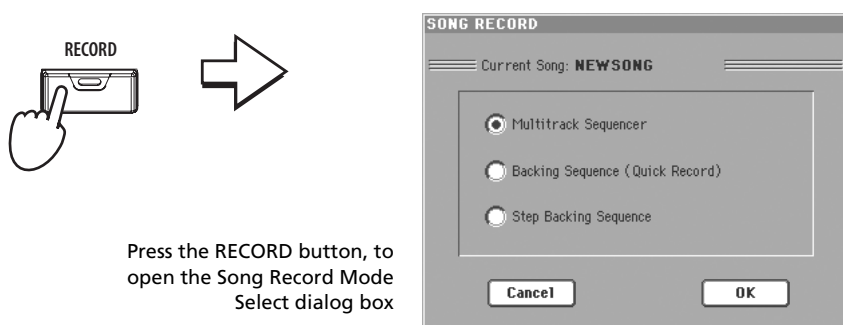 RECORD
Press the RECORD button, to
open the Song Record Mode
Select dialog box
SONG RECORD
Current Song: NEWSONG
Multitrack Sequencer
Backing Sequence (Quick Record)
Step Backing Sequence
Cancel
OK